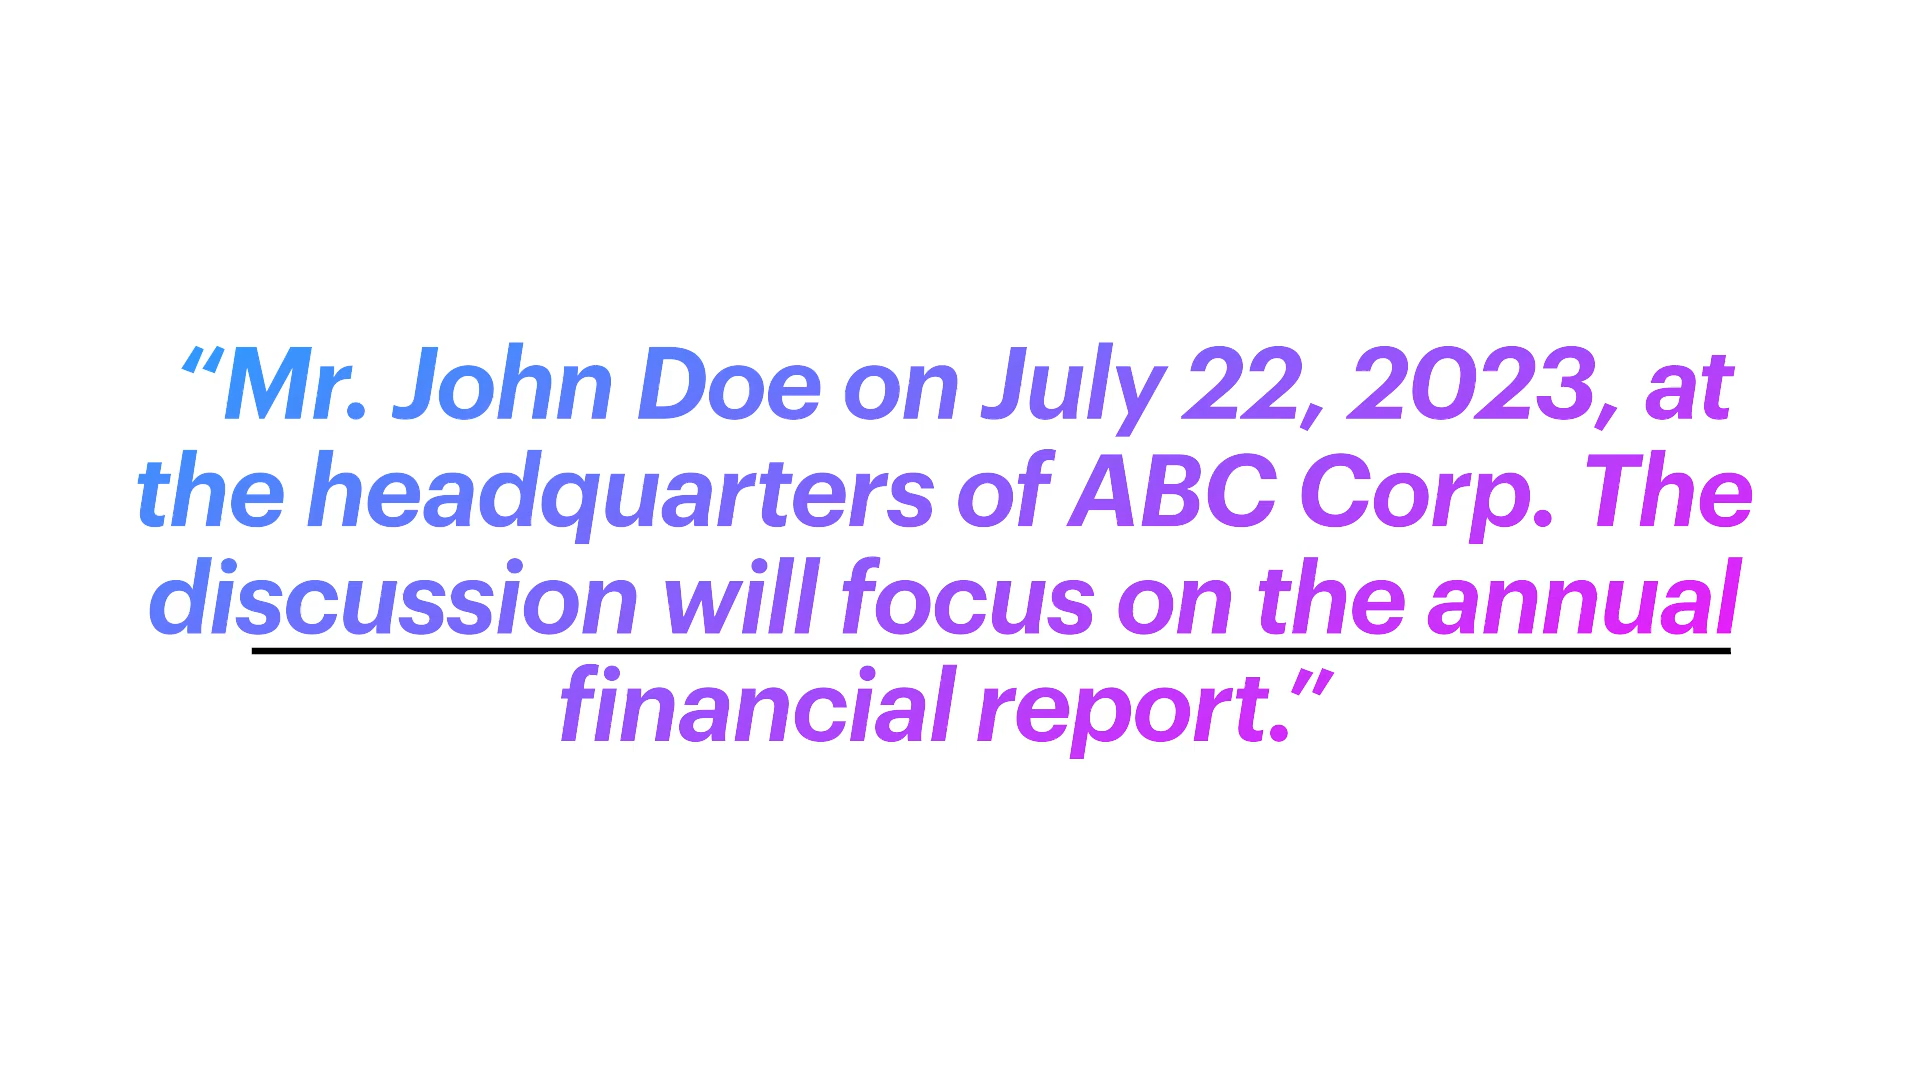 “Mr. John Doe on July 22, 2023, at
the headquarters of ABC Corp. The
discussion will focus on the annual
financial report.”